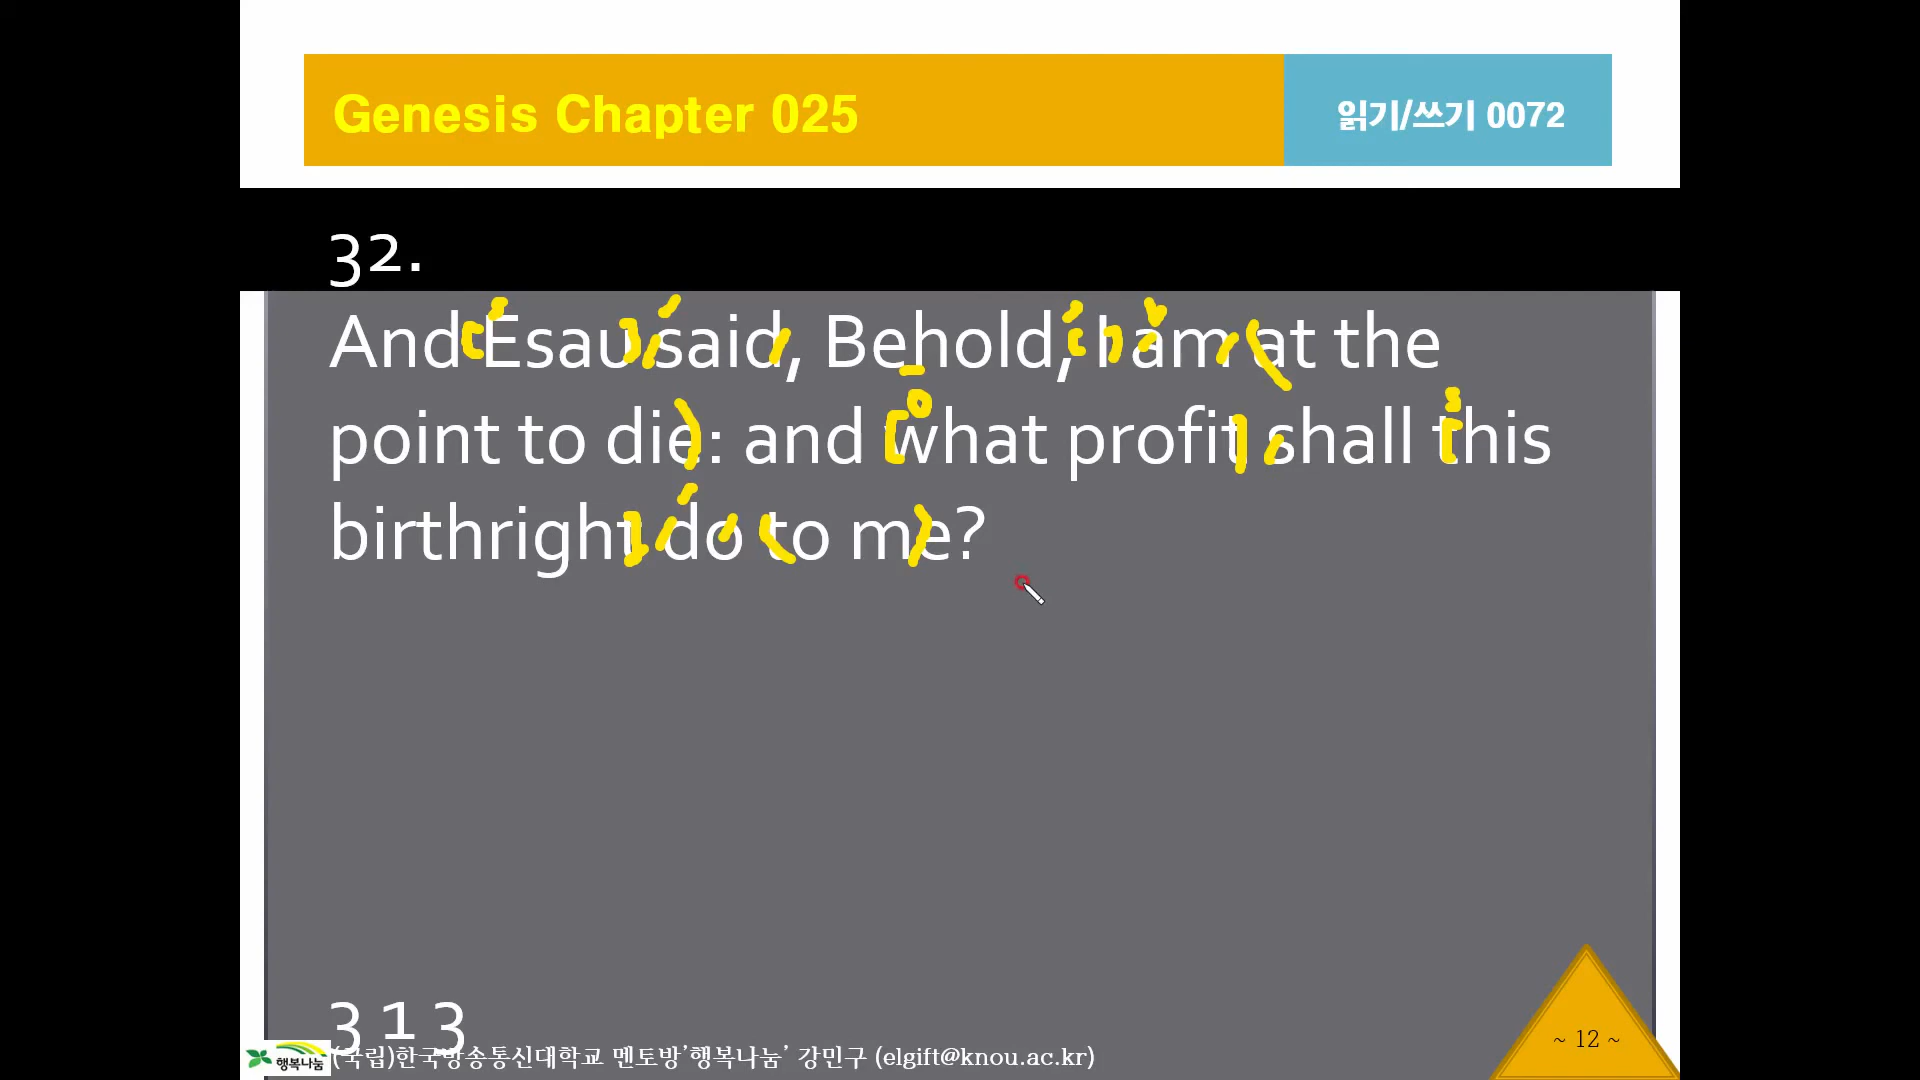 Genesis Chapter 025
읽기/쓰기 0072
32.
And Esau said, Behold, I am at the
point to die: and what profit shall this
birthright do to me?
313
~ 12 ~
행복나눔
(국립)한국방송통신대학교 멘토방'행복나눔' 강민구 (elgift@knou.ac.kr)